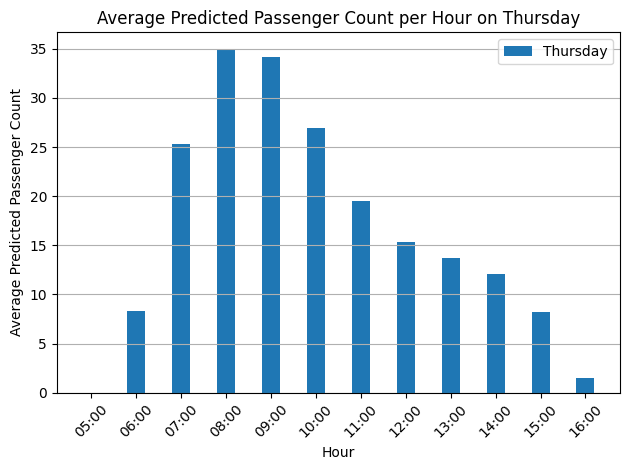 Average Predicted Passenger Count per Hour on Thursday
Thursday
Average Predicted Passenger Count
35
30
25
20
15
10
5
0
05:00 06:00 07:00 08:00 09:00 10:00 11:00 12:00 13:00 14:00 15:00 16:00
Hour